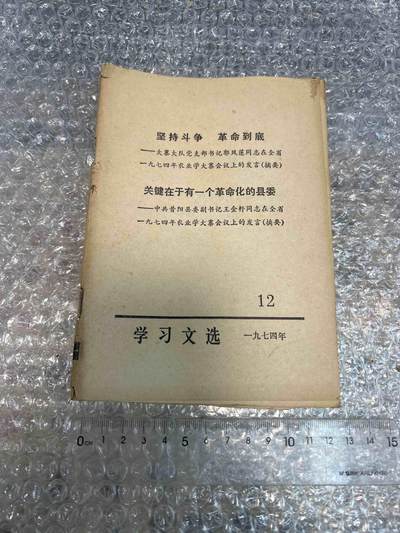 坚持斗争 革命到底
——大寨大队党支部书记郭凤莲同志在全省
一九七四年农业学大寨会议上的发言(摘要)
关键在于有一个革命化的县委
——中共昔阳县委副书记王金籽同志在全省
一九七四年农业学大寨会议上的发言(摘要)
12
学习文选 一九七四年
0CM 1 2 3 4 5 6 7 8 9 10 11 12 13 14 15